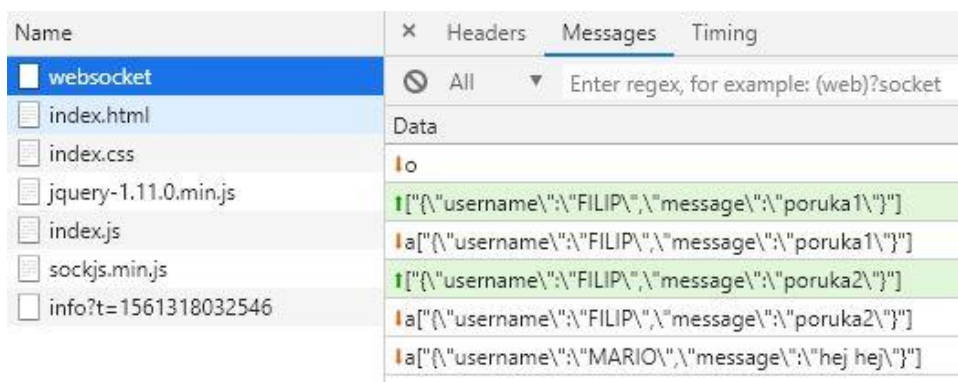 Name
websocket
index.html
index.css
jquery-1.11.0.min.js
index.js
sockjs.min.js
info?t=1561318032546
× Headers Messages Timing
All ▼ Enter regex, for example: (web)?socket
Data
⬇o
⬆["{\"username\":\"FILIP\",\"message\":\"poruka1\"}"]
⬇a["{\"username\":\"FILIP\",\"message\":\"poruka1\"}"]
⬆["{\"username\":\"FILIP\",\"message\":\"poruka2\"}"]
⬇a["{\"username\":\"FILIP\",\"message\":\"poruka2\"}"]
⬇a["{\"username\":\"MARIO\",\"message\":\"hej hej\"}"]